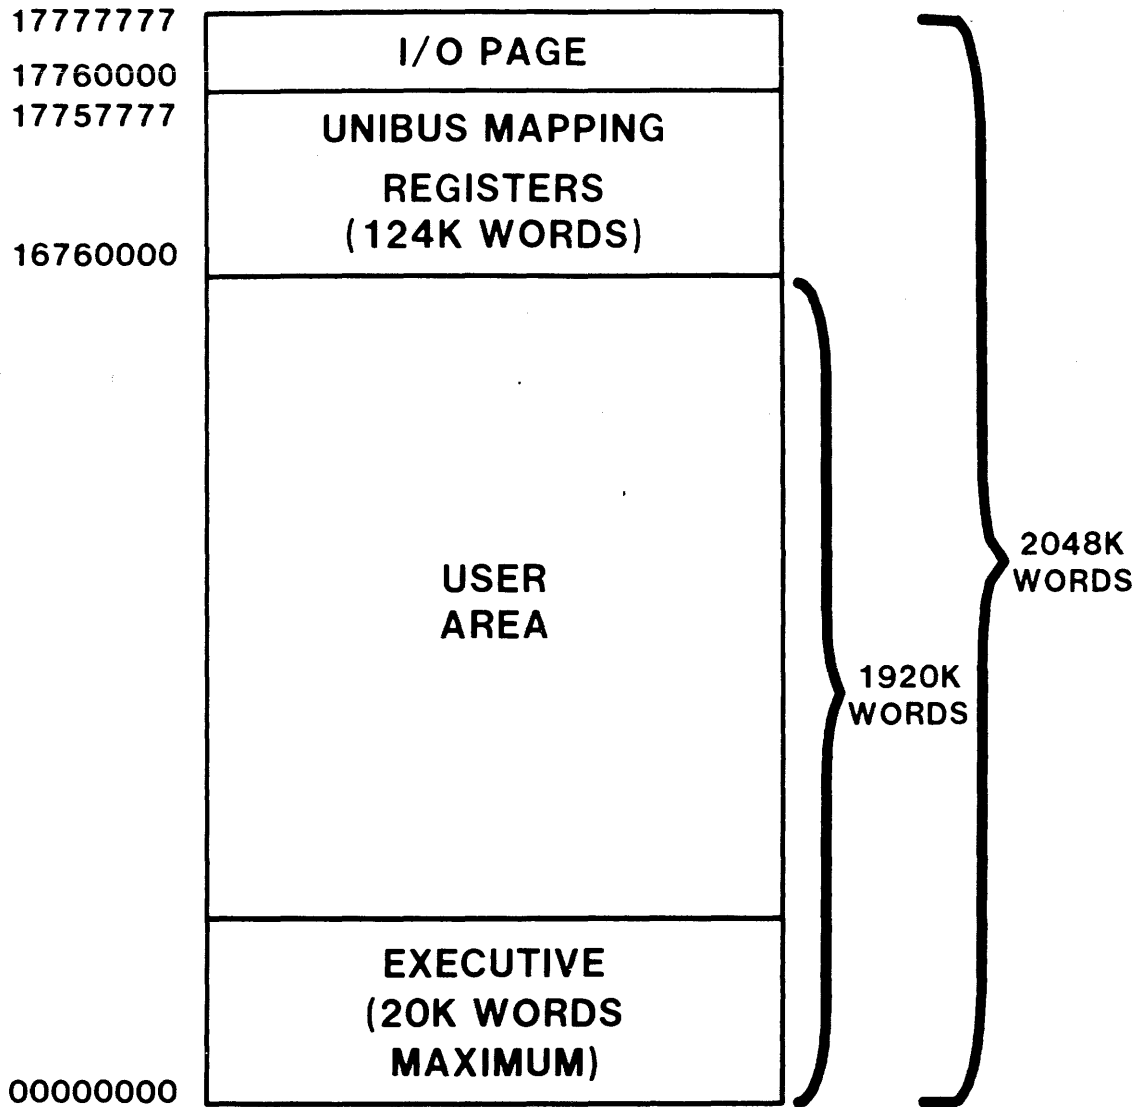 17777777
I/O PAGE
17760000
17757777
UNIBUS MAPPING
REGISTERS
(124K WORDS)
16760000
USER
AREA
2048K
WORDS
1920K
WORDS
EXECUTIVE
(20K WORDS
MAXIMUM)
00000000